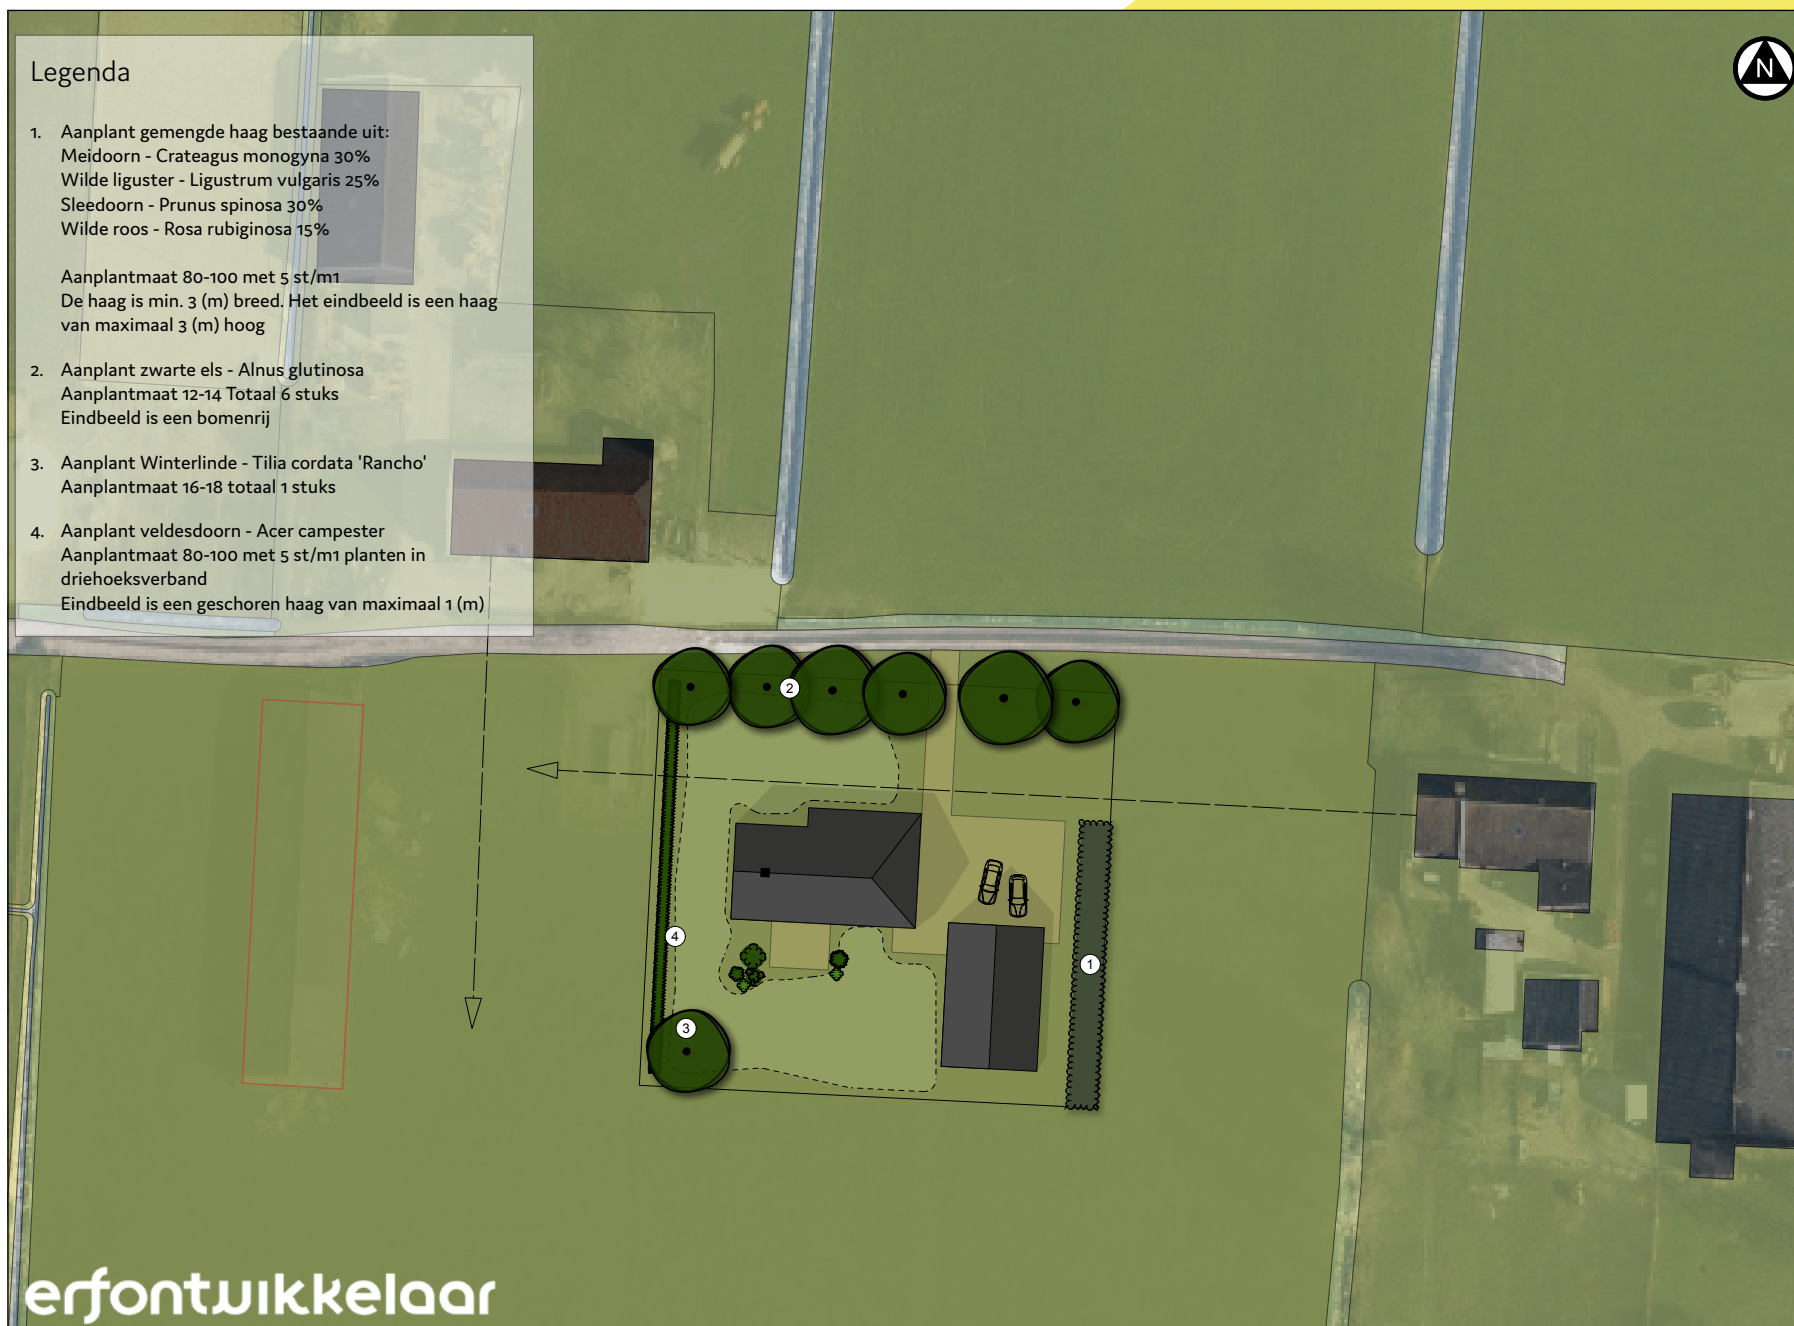 Legenda
1. Aanplant gemengde haag bestaande uit:
Meidoorn - Crateagus monogyna 30%
Wilde liguster - Ligustrum vulgaris 25%
Sleedoorn - Prunus spinosa 30%
Wilde roos - Rosa rubiginosa 15%
Aanplantmaat 80-100 met 5 st/m1
De haag is min. 3 (m) breed. Het eindbeeld is een haag
van maximaal 3 (m) hoog
2. Aanplant zwarte els - Alnus glutinosa
Aanplantmaat 12-14 Totaal 6 stuks
Eindbeeld is een bomenrij
3. Aanplant Winterlinde - Tilia cordata 'Rancho'
Aanplantmaat 16-18 totaal 1 stuks
4. Aanplant veldesdoorn - Acer campester
Aanplantmaat 80-100 met 5 st/m1 planten in
driehoeksverband
Eindbeeld is een geschoren haag van maximaal 1 (m)
N
2
4
1
3
erfontwikkelaar